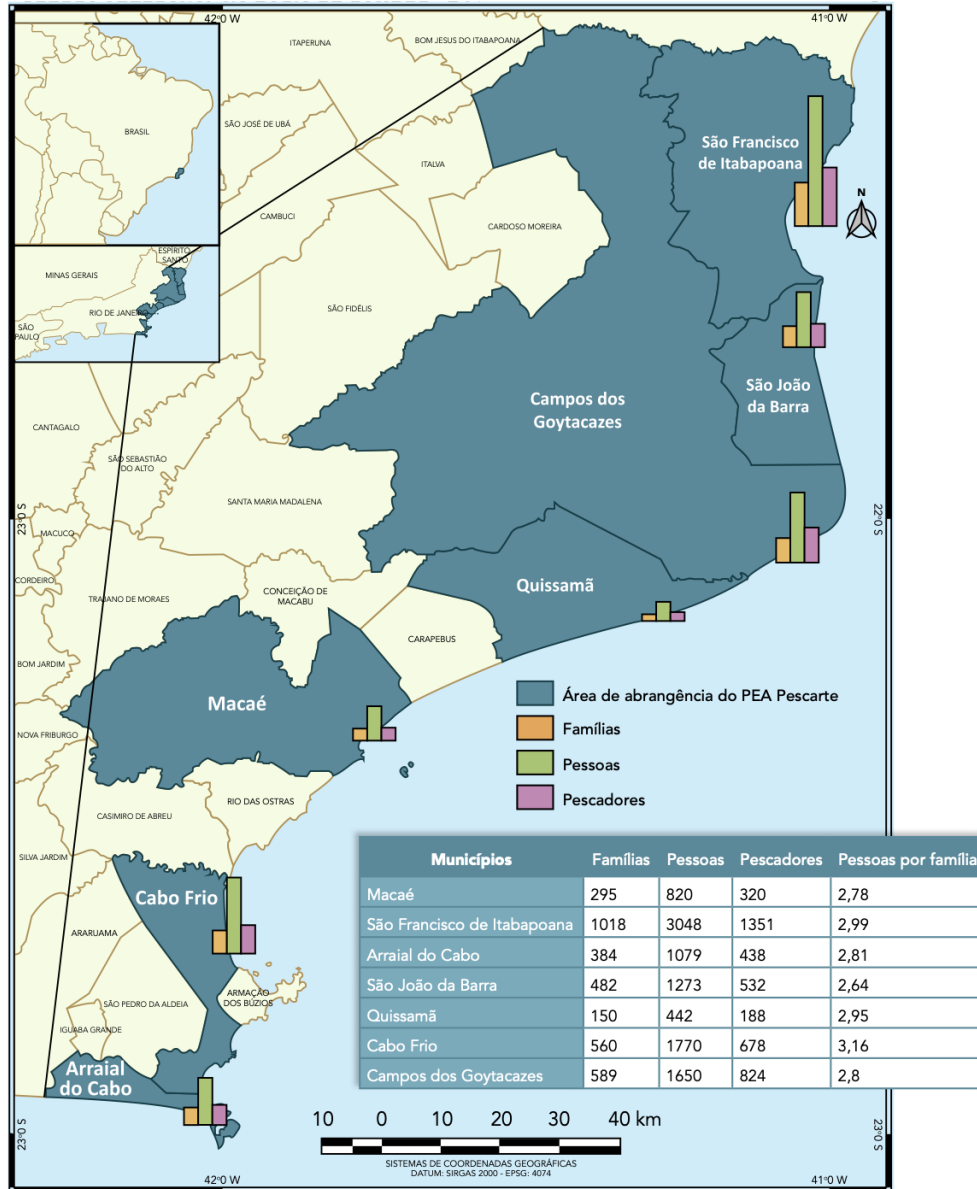 42°0 W
41°0 W
ITAPERUNA
BOM JESUS DO ITABAPOANA
BRASIL
SÃO JOSÉ DE UBÁ
São Francisco
de Itabapoana
ITALVA
N
CAMBUCI
CARDOSO MOREIRA
ESPÍRITO
SANTO
MINAS GERAIS
RIO DE JANEIRO
SÃO
PAULO
SÃO FIDÉLIS
São João
da Barra
Campos dos
Goytacazes
CANTAGALO
SÃO SEBASTIÃO
DO ALTO
SANTA MARIA MADALENA
23°0 S
22°0 S
MACUCO
CORDEIRO
Quissamã
TRAJANO DE MORAES
CONCEIÇÃO DE
MACABU
CARAPEBUS
BOM JARDIM
Macaé
NOVA FRIBURGO
Área de abrangência do PEA Pescarte
Famílias
Pessoas
Pescadores
RIO DAS OSTRAS
CASIMIRO DE ABREU
SILVA JARDIM
Cabo Frio
ARARUAMA
ARMAÇÃO
DOS BÚZIOS
SÃO PEDRO DA ALDEIA
IGUABA GRANDE
Arraial
do Cabo
Municípios Famílias Pessoas Pescadores Pessoas por família
Macaé 295 820 320 2,78
São Francisco de Itabapoana 1018 3048 1351 2,99
Arraial do Cabo 384 1079 438 2,81
São João da Barra 482 1273 532 2,64
Quissamã 150 442 188 2,95
Cabo Frio 560 1770 678 3,16
Campos dos Goytacazes 589 1650 824 2,8
10 0 10 20 30 40 km
SISTEMAS DE COORDENADAS GEOGRÁFICAS
DATUM: SIRGAS 2000 - EPSG: 4074
23°0 S
23°0 S
42°0 W
41°0 W